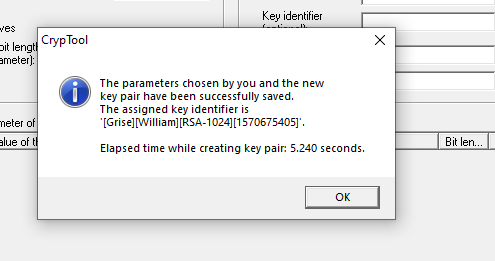 Key identifier
(optional):
ves
CrypTool
bit length
rameter):
The parameters chosen by you and the new
key pair have been successfully saved.
The assigned key identifier is
'[Grise][William][RSA-1024][1570675405]'.
Elapsed time while creating key pair: 5.240 seconds.
meter of
alue of th
Bit len...
OK